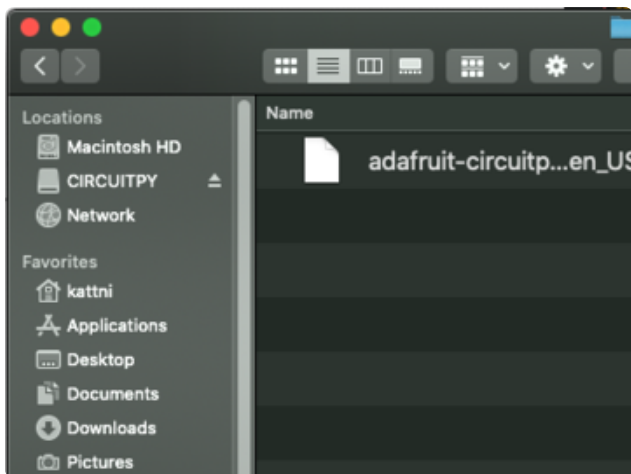 Locations
Macintosh HD
CIRCUITPY
Network
Favorites
kattni
Applications
Desktop
Documents
Downloads
Pictures
Name
adafruit-circuitp...en_US